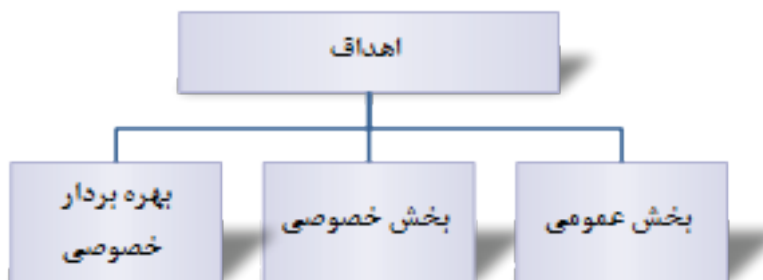 اهداف
بخش عمومی
بخش خصوصی
بهره بردار
خصوصی